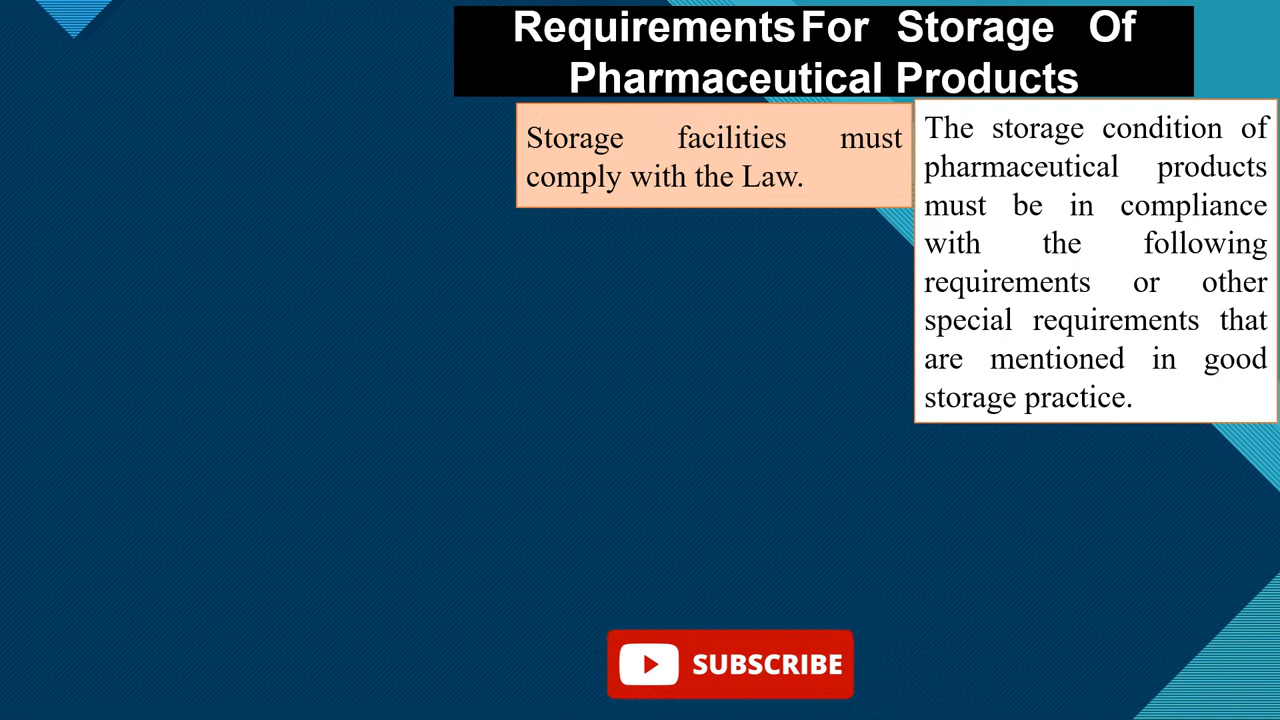 Requirements For Storage Of
Pharmaceutical Products
Storage facilities must
comply with the Law.
The storage condition of
pharmaceutical products
must be in compliance
with the following
requirements or other
special requirements that
are mentioned in good
storage practice.
SUBSCRIBE